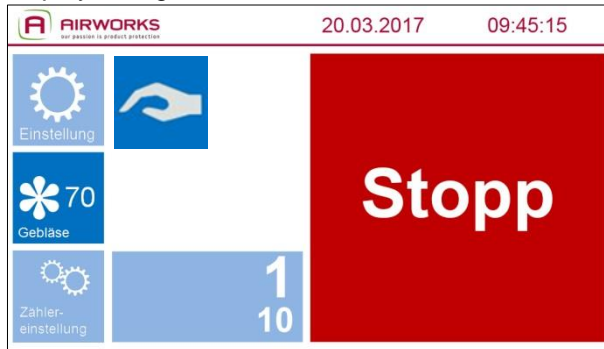 AIRWORKS
our passion is product protection
20.03.2017 09:45:15
Einstellung
70
Gebläse
Stopp
Zähler-
einstellung
1
10